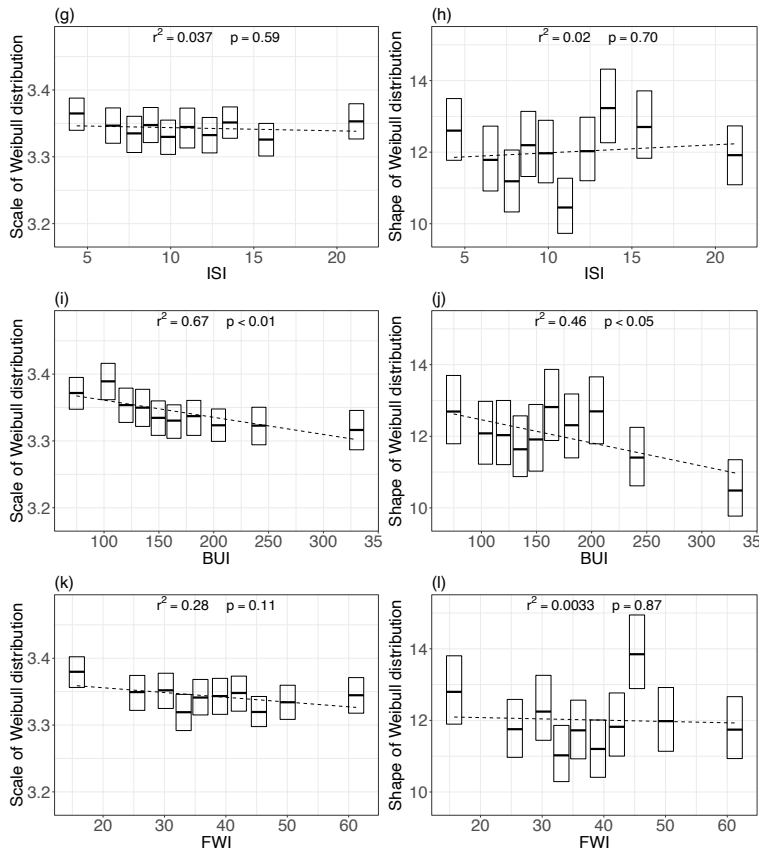 (g)
r² = 0.037 p = 0.59
Scale of Weibull distribution
3.4
3.3
3.2
5 10 15 20
ISI
(h)
r² = 0.02 p = 0.70
Shape of Weibull distribution
14
12
10
5 10 15 20
ISI
(i)
r² = 0.67 p < 0.01
Scale of Weibull distribution
3.4
3.3
3.2
100 150 200 250 300 35
BUI
(j)
r² = 0.46 p < 0.05
Shape of Weibull distribution
14
12
10
100 150 200 250 300 35
BUI
(k)
r² = 0.28 p = 0.11
Scale of Weibull distribution
3.4
3.3
3.2
20 30 40 50 60
FWI
(l)
r² = 0.0033 p = 0.87
Shape of Weibull distribution
14
12
10
20 30 40 50 60
FWI